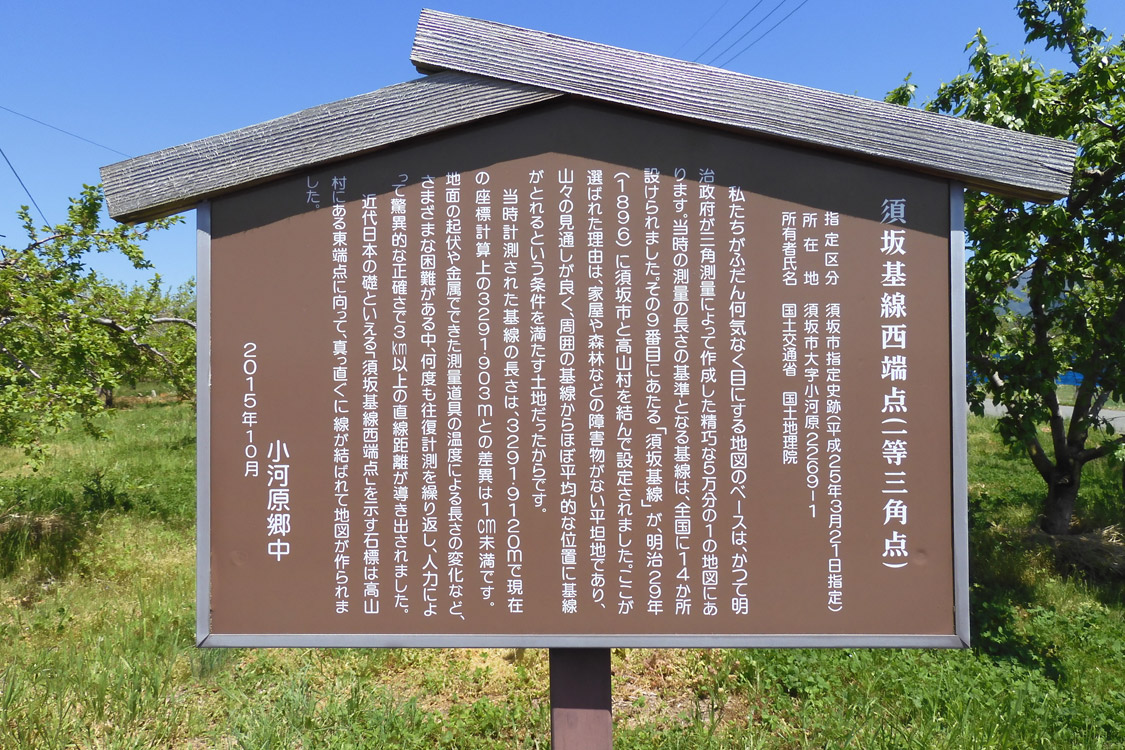 須坂基線西端点(一等三角点)
指定区分 須坂市指定史跡(平成25年3月21日指定)
所在地 須坂市大字小河原2269-1
所有者氏名 国土交通省 国土地理院
私たちがふだん何気なく目にする地図のベースは、かつて明
治政府が三角測量によって作成した精巧な5万分の1の地図にあ
ります。当時の測量の長さの基準となる基線は、全国に14か所
設けられました。その9番目にあたる「須坂基線」が明治29年
(1896)に須坂市と高山村を結んで設定されました。ここが
選ばれた理由は、家屋や森林などの障害物がない平坦地であり、
山々の見通しが良く、周囲の基線からほぼ平均的な位置に基線
がとれるという条件を満たす土地だったからです。
当時計測された基線の長さは、3291・9120mで現在
の座標計算上の3291・903mとの差異は1㎝末満です。
地面の起伏や金属でできた測量道具の温度による長さの変化など、
さまざまな困難がある中、何度も往復計測を繰り返し、人力によ
って驚異的な正確さで3㎞以上の直線距離が導き出されました。
近代日本の礎といえる「須坂基線西端点」を示す石標は高山
村にある東端点に向って、真っ直ぐに線が結ばれて地図が作られま
した。
小河原郷中
2015年10月